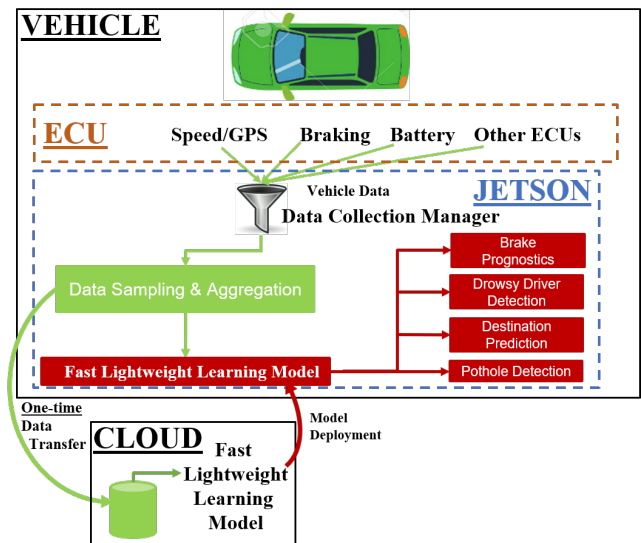 VEHICLE
ECU
Speed/GPS Braking Battery Other ECUs
Vehicle Data
JETSON
Data Collection Manager
Brake
Prognostics
Data Sampling & Aggregation
Drowsy Driver
Detection
Destination
Prediction
Fast Lightweight Learning Model
Pothole Detection
One-time
Data
Transfer
Model
Deployment
CLOUD
Fast
Lightweight
Learning
Model